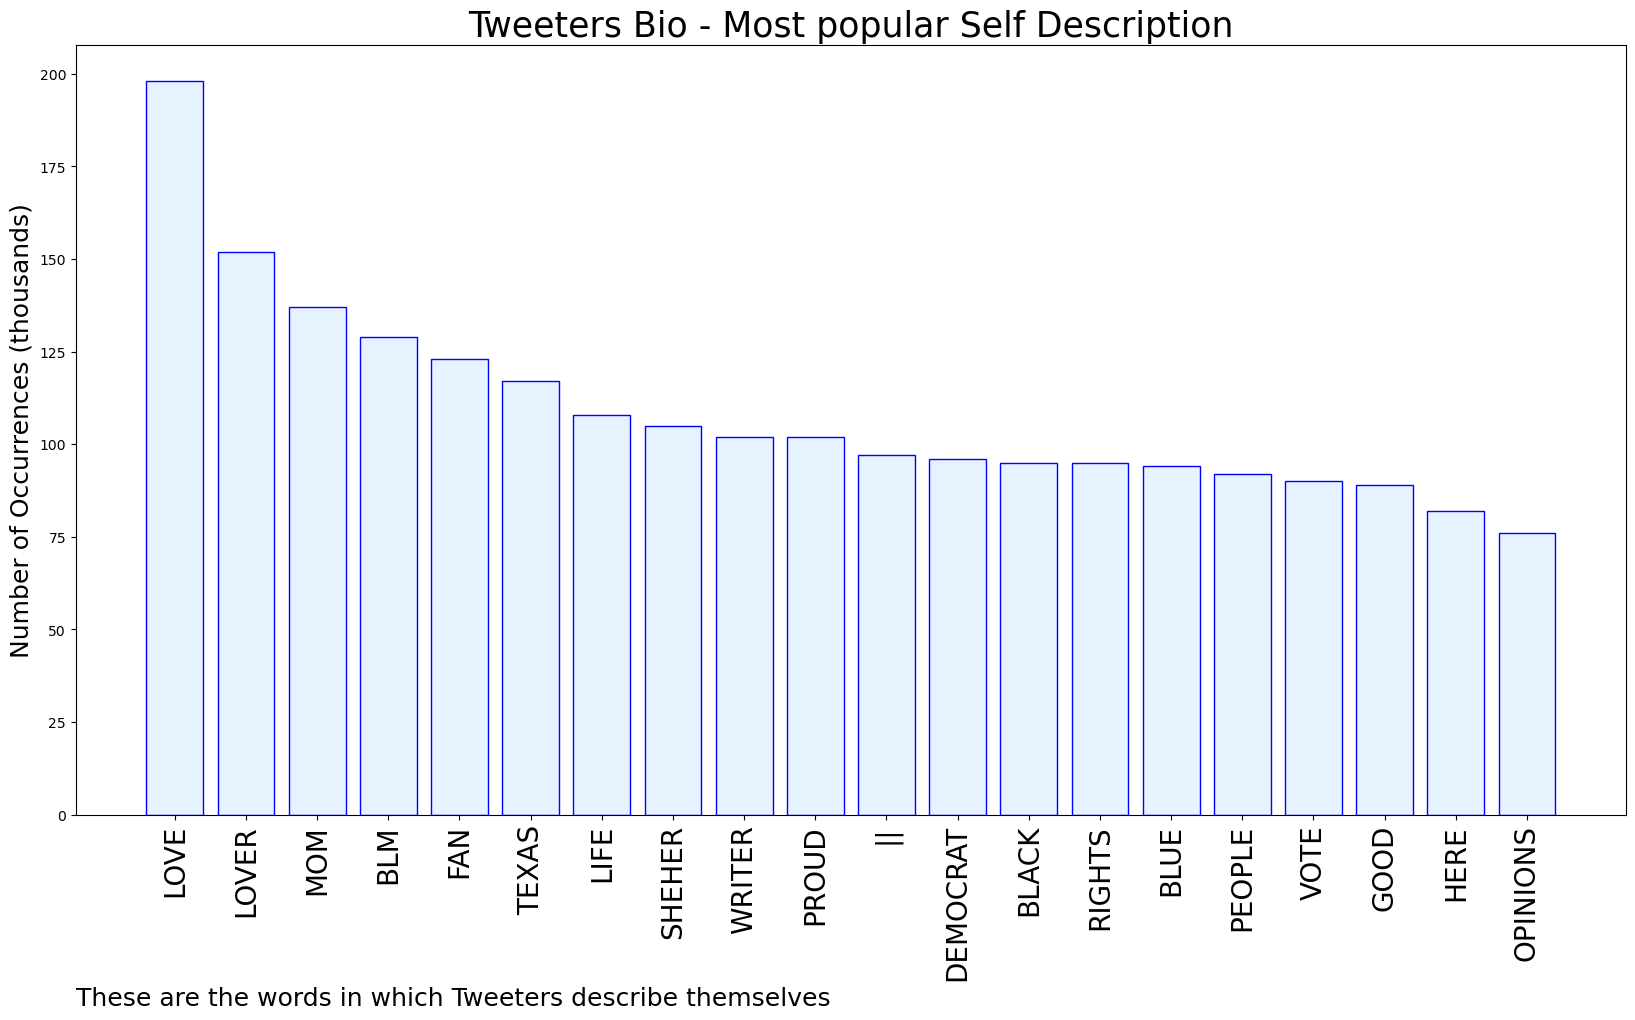 Tweeters Bio - Most popular Self Description
Number of Occurrences (thousands)
200
175
150
125
100
75
50
25
0
LOVE
LOVER
MOM
BLM
FAN
TEXAS
LIFE
SHEHER
WRITER
PROUD
||
DEMOCRAT
BLACK
RIGHTS
BLUE
PEOPLE
VOTE
GOOD
HERE
OPINIONS
These are the words in which Tweeters describe themselves